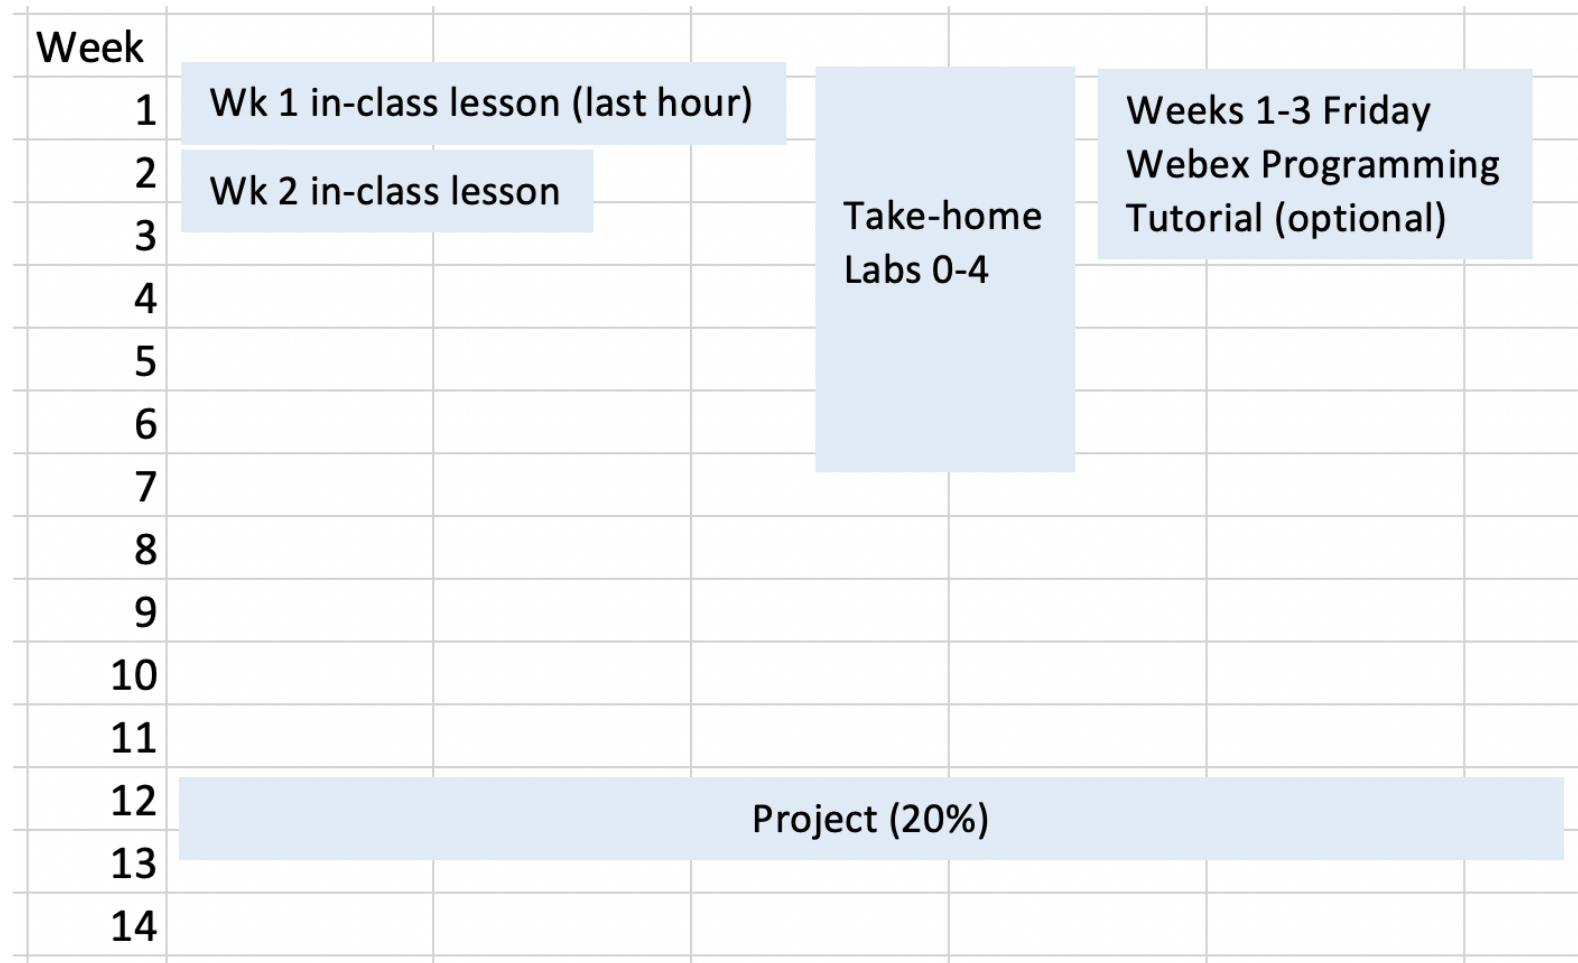 Week
1
Wk 1 in-class lesson (last hour)
2
Wk 2 in-class lesson
3
Take-home
Labs 0-4
Weeks 1-3 Friday
Webex Programming
Tutorial (optional)
4
5
6
7
8
9
10
11
12
Project (20%)
13
14